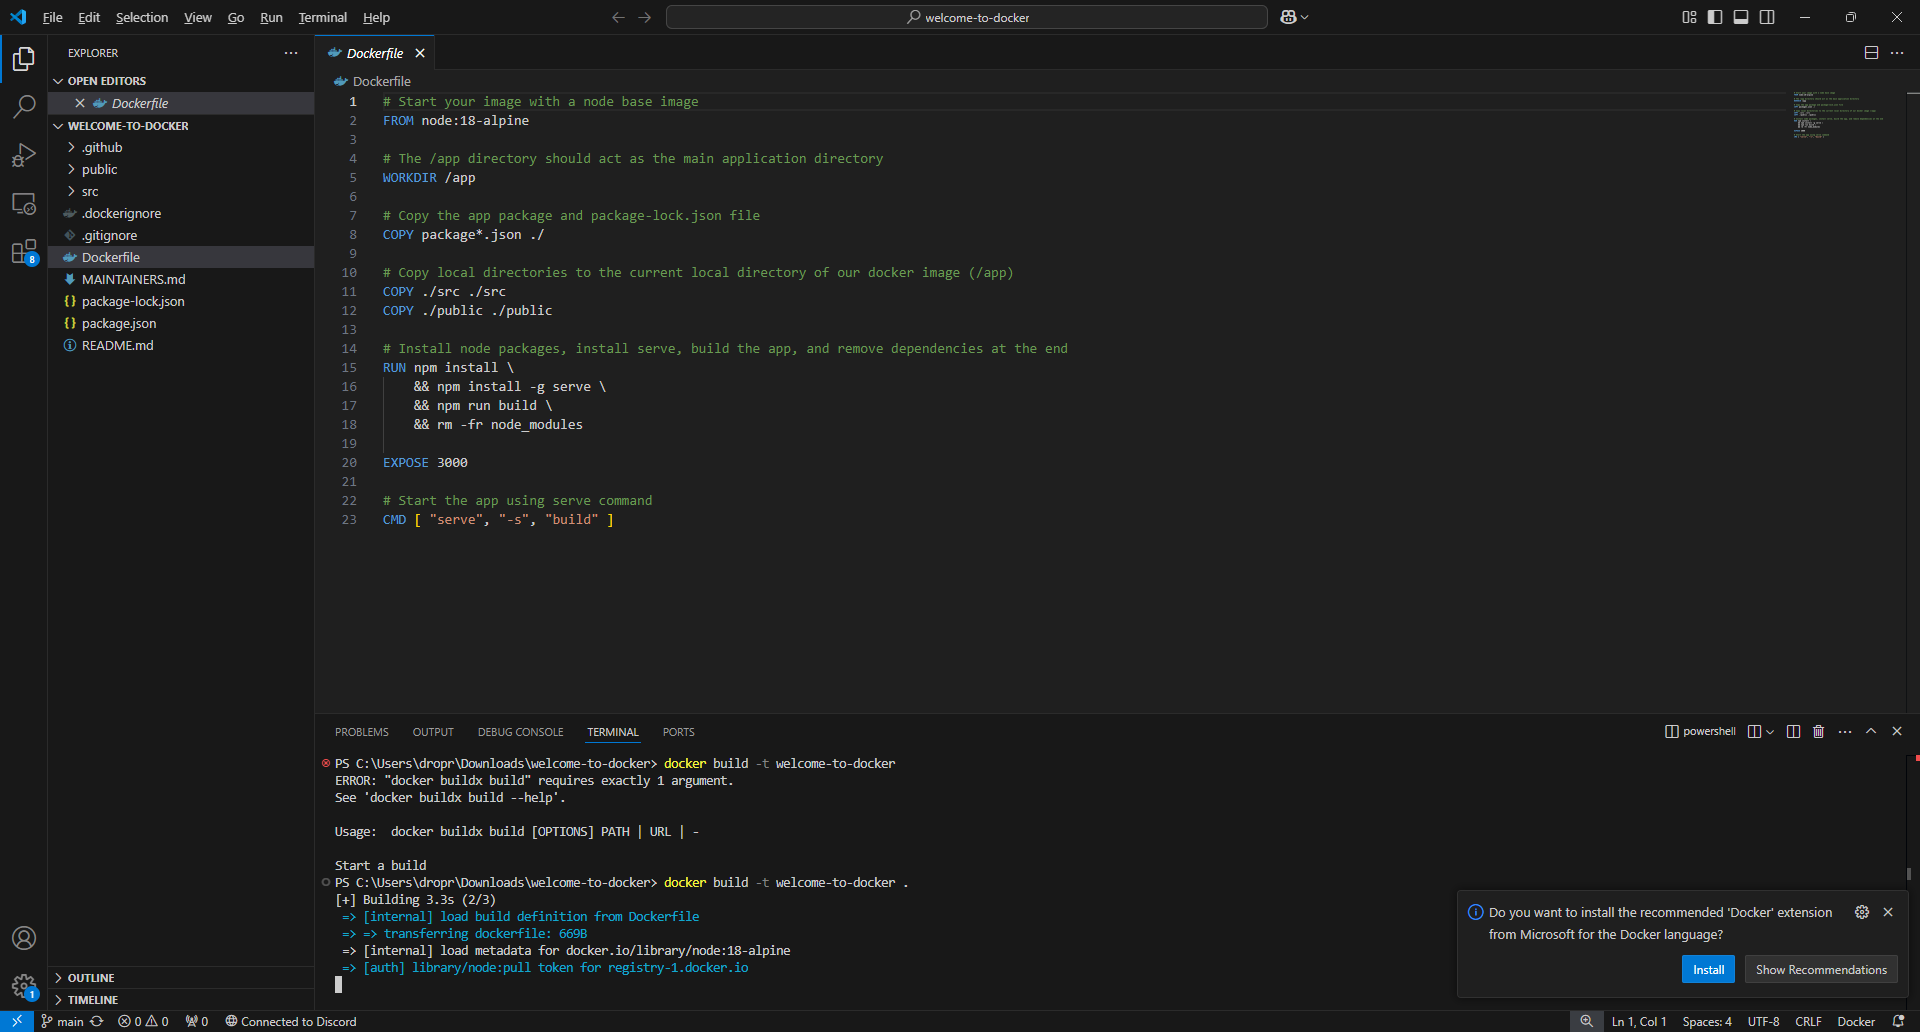 File Edit Selection View Go Run Terminal Help
welcome-to-docker
EXPLORER
OPEN EDITORS
Dockerfile
WELCOME-TO-DOCKER
.github
public
src
.dockerignore
.gitignore
Dockerfile
MAINTAINERS.md
package-lock.json
package.json
README.md
OUTLINE
TIMELINE
8
1
Dockerfile
Dockerfile
1 # Start your image with a node base image
2 FROM node:18-alpine
3
4 # The /app directory should act as the main application directory
5 WORKDIR /app
6
7 # Copy the app package and package-lock.json file
8 COPY package*.json ./
9
10 # Copy local directories to the current local directory of our docker image (/app)
11 COPY ./src ./src
12 COPY ./public ./public
13
14 # Install node packages, install serve, build the app, and remove dependencies at the end
15 RUN npm install \
16 && npm install -g serve \
17 && npm run build \
18 && rm -fr node_modules
19
20 EXPOSE 3000
21
22 # Start the app using serve command
23 CMD [ "serve", "-s", "build" ]
PROBLEMS OUTPUT DEBUG CONSOLE TERMINAL PORTS
powershell
PS C:\Users\dropr\Downloads\welcome-to-docker> docker build -t welcome-to-docker
ERROR: "docker buildx build" requires exactly 1 argument.
See 'docker buildx build --help'.
Usage:  docker buildx build [OPTIONS] PATH | URL | -
Start a build
PS C:\Users\dropr\Downloads\welcome-to-docker> docker build -t welcome-to-docker .
[+] Building 3.3s (2/3)
=> [internal] load build definition from Dockerfile
=> => transferring dockerfile: 669B
=> [internal] load metadata for docker.io/library/node:18-alpine
=> [auth] library/node:pull token for registry-1.docker.io
Do you want to install the recommended 'Docker' extension
from Microsoft for the Docker language?
Install Show Recommendations
main 0 0 0 Connected to Discord
Ln 1, Col 1 Spaces: 4 UTF-8 CRLF Docker